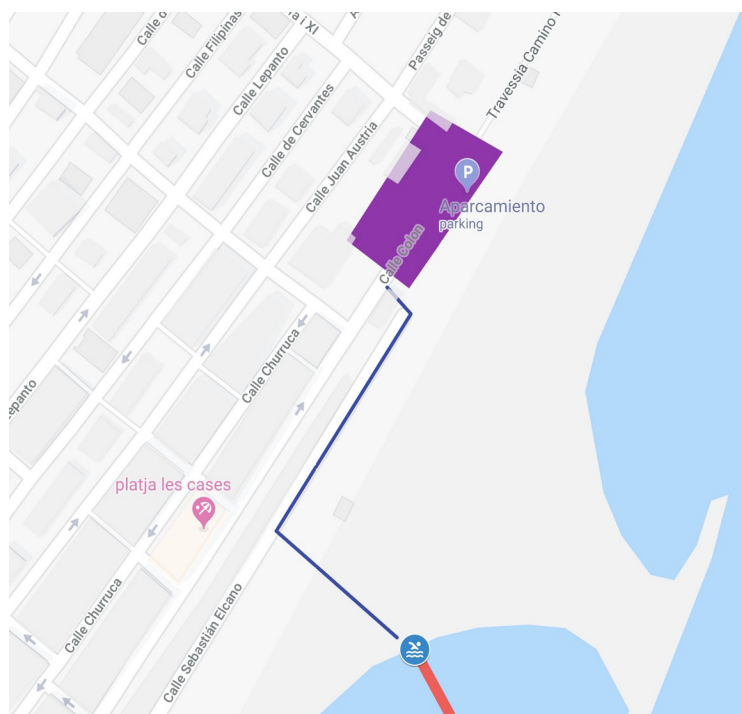 Calle Filipinas
a i XI
Calle Lepanto
Passeig de
Travessia Camino
Calle de Cervantes
Calle Juan Austria
P
Aparcamiento
parking
Calle Colon
Calle Churruca
epanto
platja les cases
Calle Churruca
Calle Sebastián Elcano